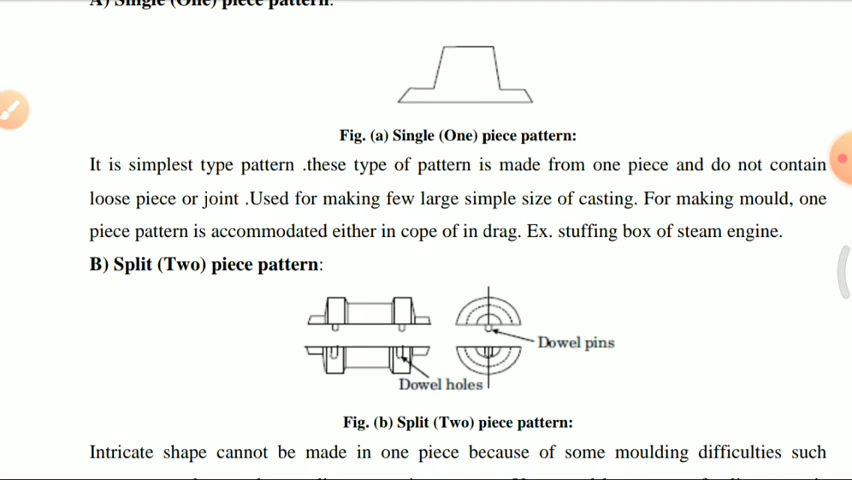 A) Single (One) piece pattern:
Fig. (a) Single (One) piece pattern:
It is simplest type pattern .these type of pattern is made from one piece and do not contain
loose piece or joint .Used for making few large simple size of casting. For making mould, one
piece pattern is accommodated either in cope of in drag. Ex. stuffing box of steam engine.
B) Split (Two) piece pattern:
Dowel pins
Dowel holes
Fig. (b) Split (Two) piece pattern:
Intricate shape cannot be made in one piece because of some moulding difficulties such